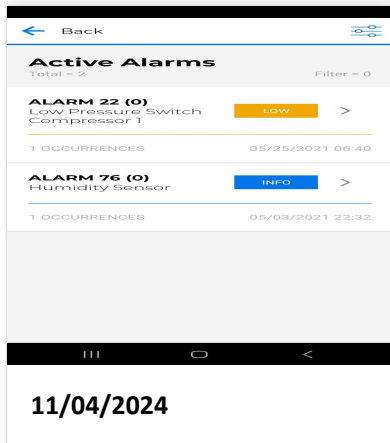 Back
Active Alarms
Total = 2 Filter = 0
ALARM 22 (0)
Low Pressure Switch
Compressor 1
LOW
1 OCCURRENCES 05/25/2021 06:40
ALARM 76 (0)
Humidity Sensor
INFO
1 OCCURRENCES 05/03/2021 22:32
11/04/2024